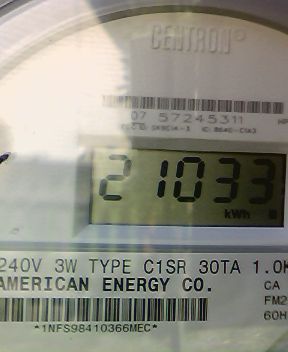 CENTRON®
07 57245311
21033
kWh
240V 3W TYPE C1SR 30TA 1.0K
AMERICAN ENERGY CO.
CA
FM2
60H
*1NFS98410366MEC*